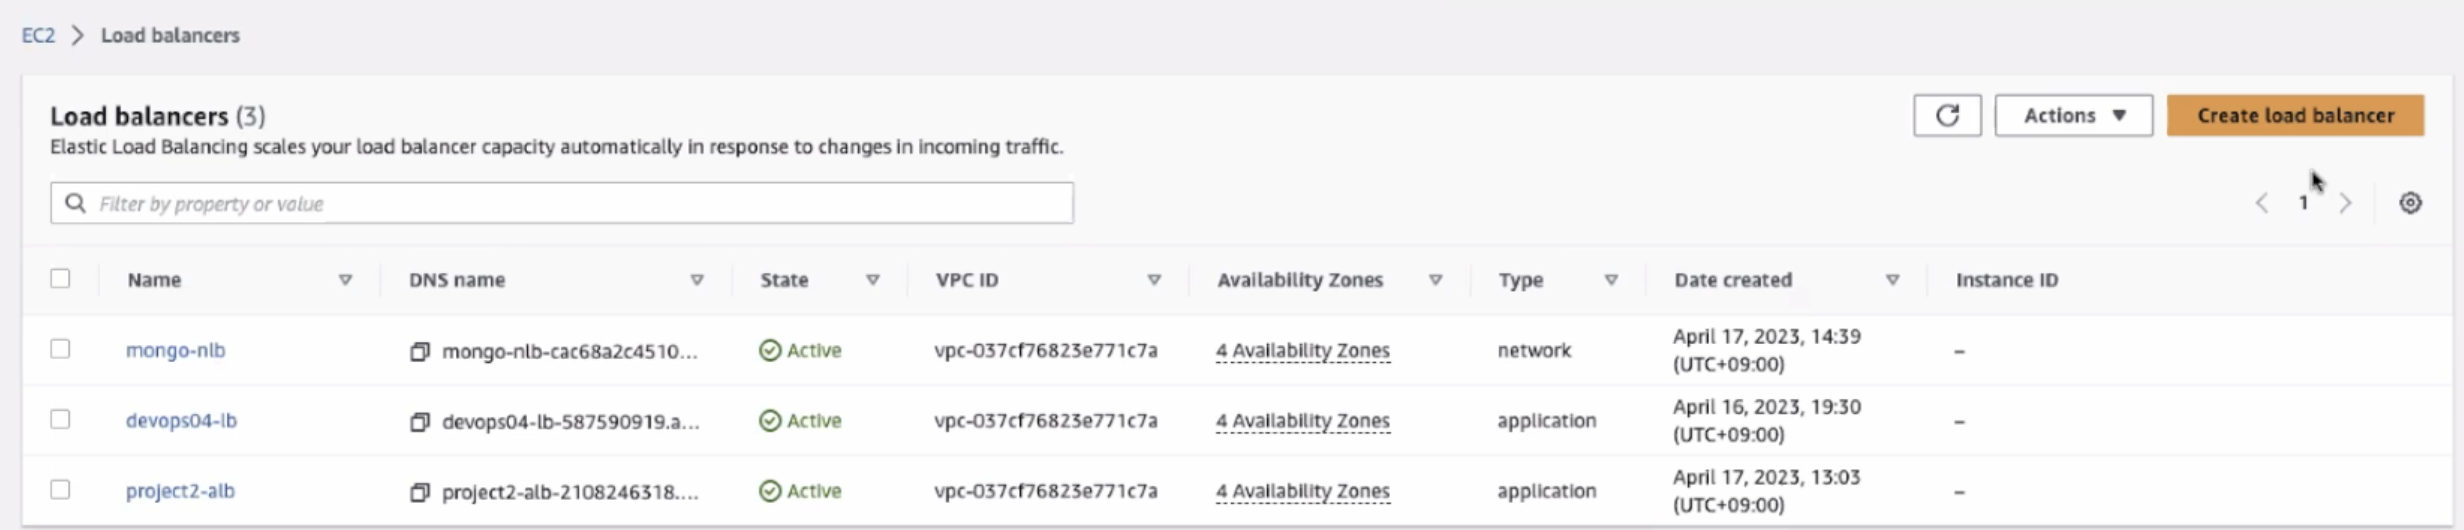 EC2 > Load balancers
Load balancers (3)
Elastic Load Balancing scales your load balancer capacity automatically in response to changes in incoming traffic.
Actions
Create load balancer
Filter by property or value
1
Name DNS name State VPC ID Availability Zones Type Date created Instance ID
mongo-nlb mongo-nlb-cac68a2c4510... Active vpc-037cf76823e771c7a 4 Availability Zones network April 17, 2023, 14:39 –
(UTC+09:00)
devops04-lb devops04-lb-587590919.a... Active vpc-037cf76823e771c7a 4 Availability Zones application April 16, 2023, 19:30 –
(UTC+09:00)
project2-alb project2-alb-2108246318.... Active vpc-037cf76823e771c7a 4 Availability Zones application April 17, 2023, 13:03 –
(UTC+09:00)